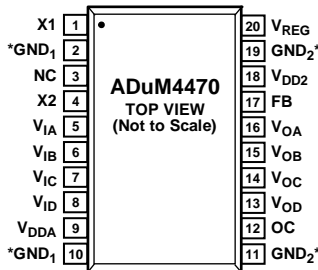 X1 1 20 VREG
*GND1 2 19 GND2*
NC 3 18 VDD2
X2 4 17 FB
VIA 5 16 VOA
VIB 6 15 VOB
VIC 7 14 VOC
VID 8 13 VOD
VDDA 9 12 OC
*GND1 10 11 GND2*
ADuM4470
TOP VIEW
(Not to Scale)